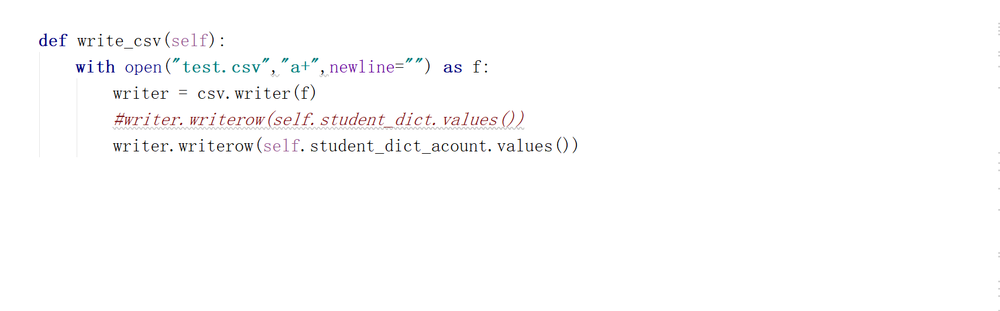 def write_csv(self):
with open("test.csv","a+",newline="") as f:
writer = csv.writer(f)
#writer.writerow(self.student_dict.values())
writer.writerow(self.student_dict_acount.values())